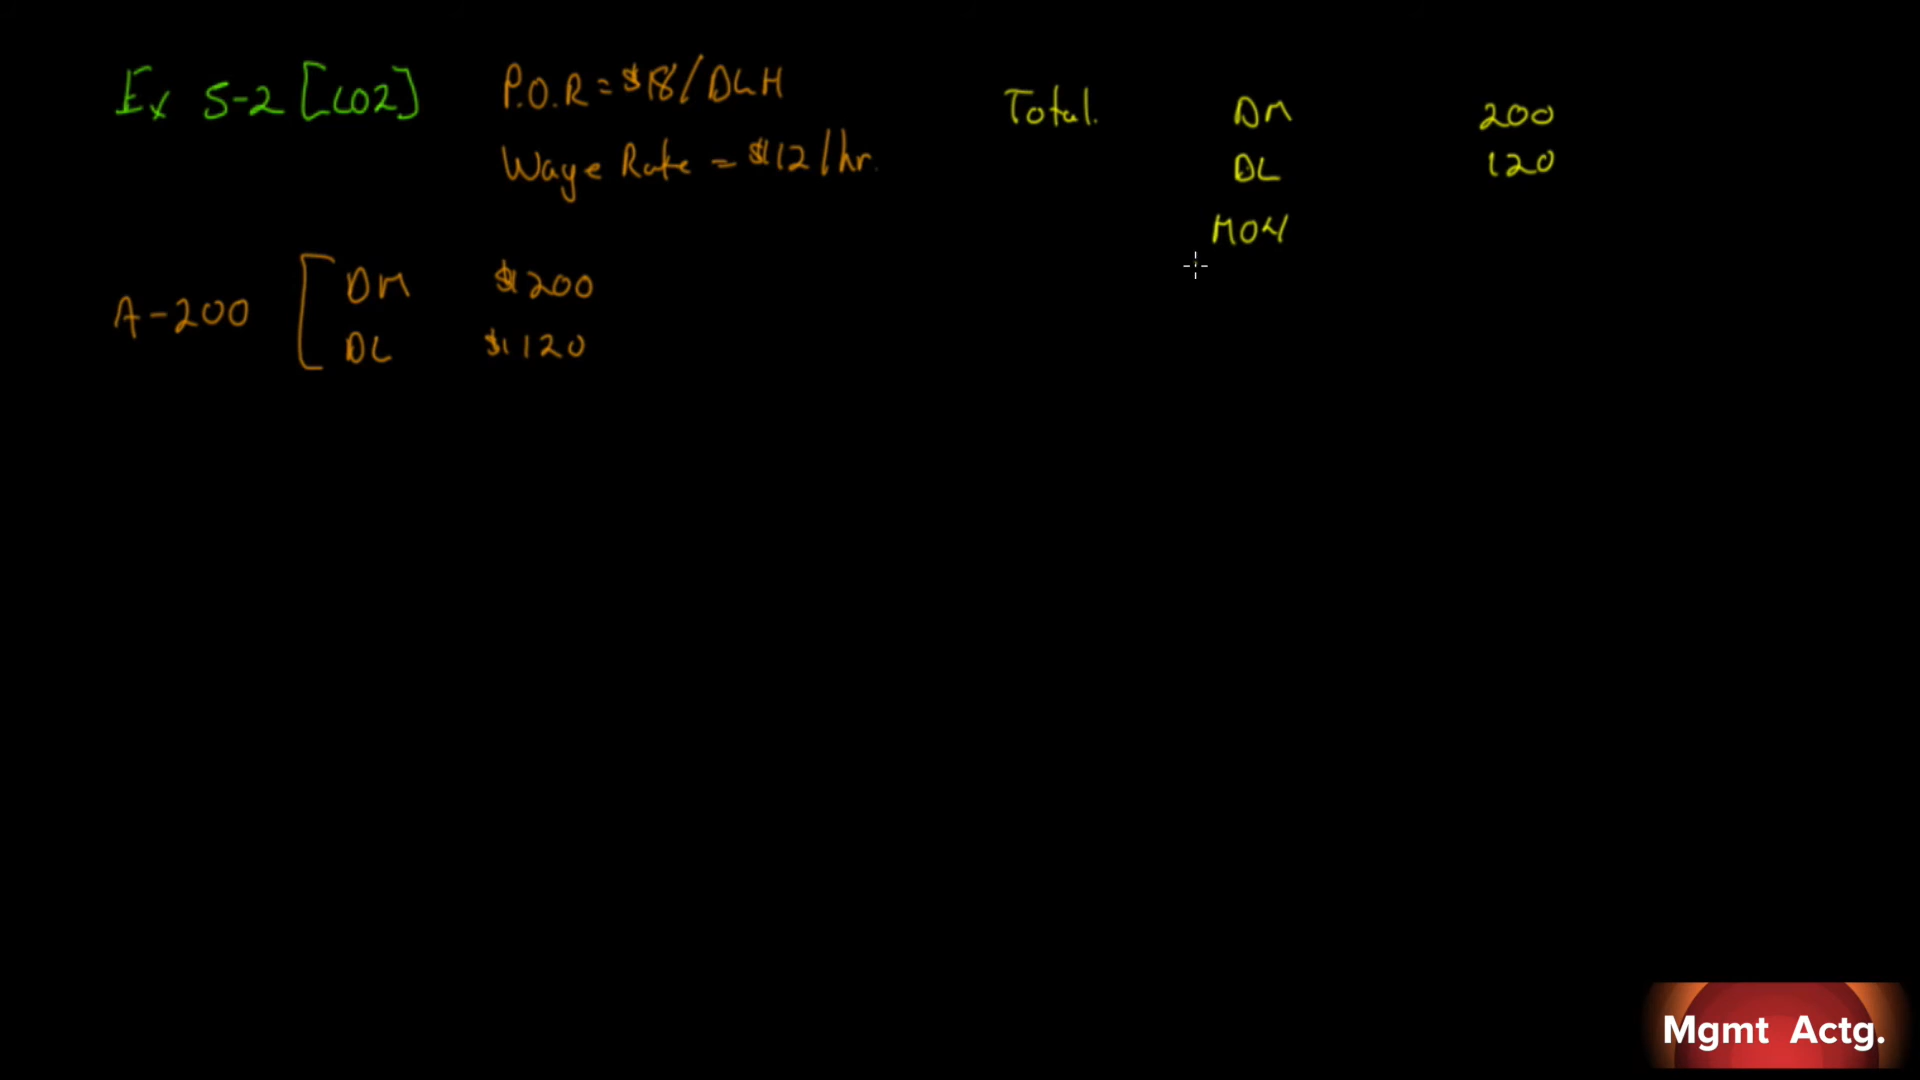 Ex 5-2 [LO2]
P.O.R = $18/DLH
Wage Rate = $12/hr.
A-200
DM $200
DL $120
Total. DM 200
DL 120
MOH
Mgmt Actg.